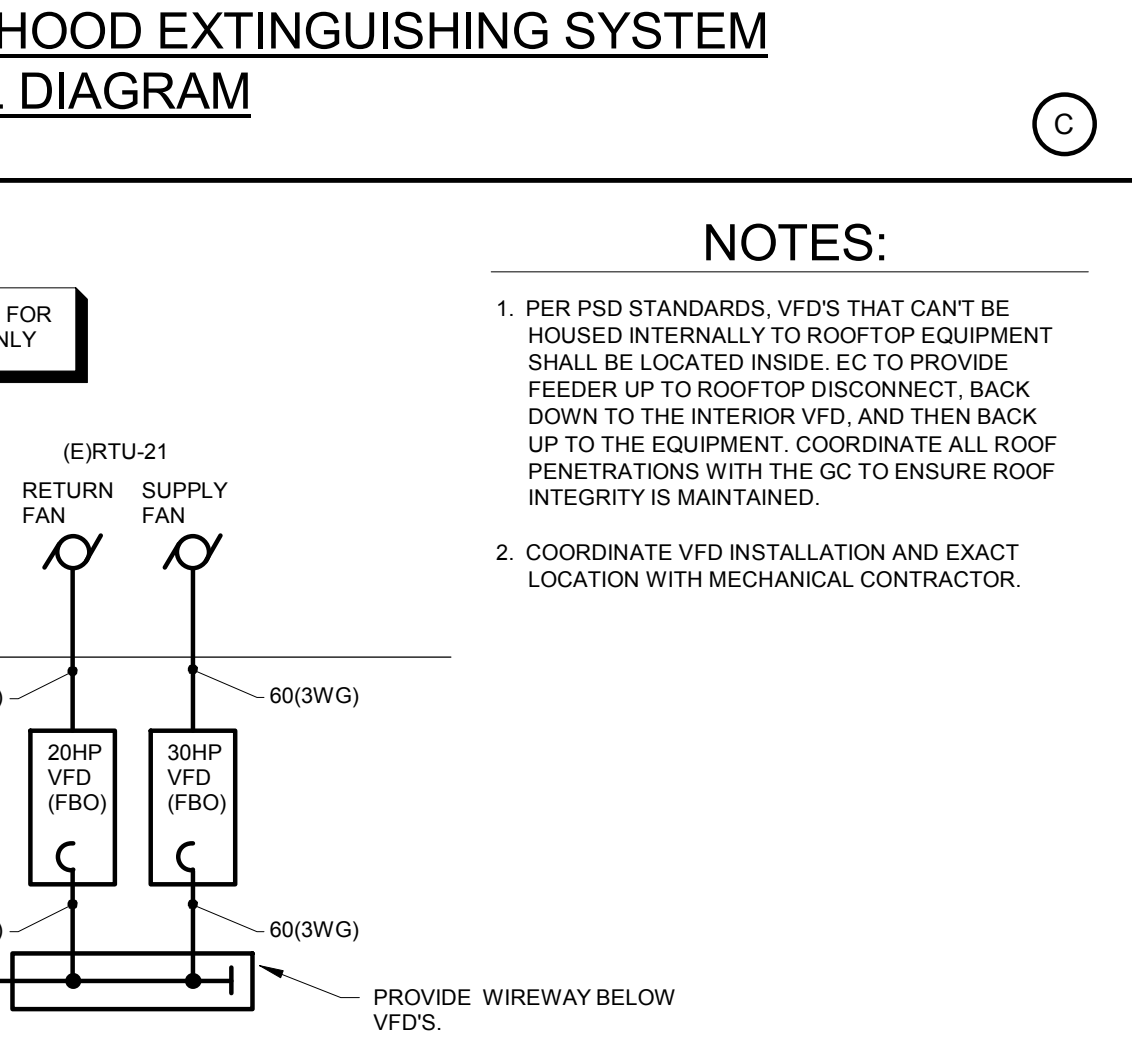 HOOD EXTINGUISHING SYSTEM
DIAGRAM
C
NOTES:
FOR
1. PER PSD STANDARDS, VFD'S THAT CAN'T BE
HOUSED INTERNALLY TO ROOFTOP EQUIPMENT
SHALL BE LOCATED INSIDE. EC TO PROVIDE
FEEDER UP TO ROOFTOP DISCONNECT, BACK
DOWN TO THE INTERIOR VFD, AND THEN BACK
UP TO THE EQUIPMENT. COORDINATE ALL ROOF
PENETRATIONS WITH THE GC TO ENSURE ROOF
INTEGRITY IS MAINTAINED.
2. COORDINATE VFD INSTALLATION AND EXACT
LOCATION WITH MECHANICAL CONTRACTOR.
(E)RTU-21
RETURN
FAN
SUPPLY
FAN
60(3WG)
20HP
VFD
(FBO)
30HP
VFD
(FBO)
60(3WG)
PROVIDE WIREWAY BELOW
VFD'S.